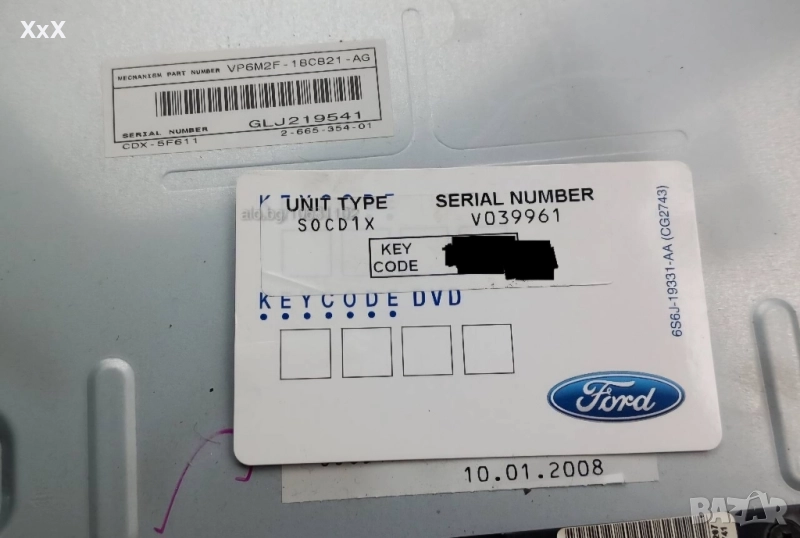 XxX
MECHANISM PART NUMBER VP6M2F-18C821-AG
SERIAL NUMBER GLJ219541
CDX-5F611 2-665-354-01
UNIT TYPE SERIAL NUMBER
SOCD1X V039961
KEY
CODE
KEYCODE DVD
6S6J-19331-AA (CG2743)
Ford
10.01.2008
BAZAR